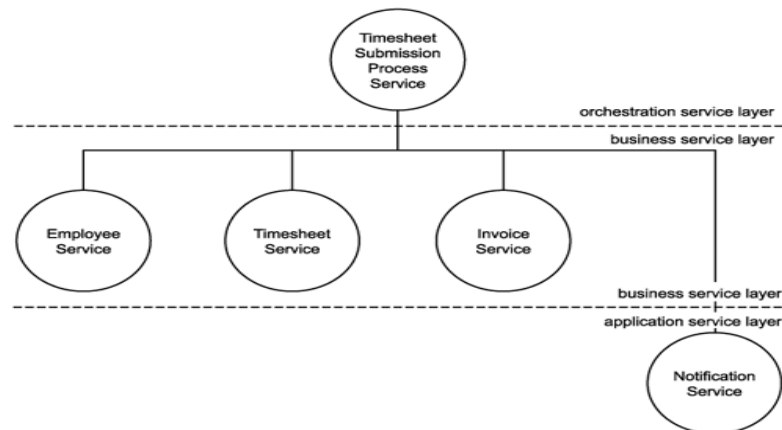 Timesheet
Submission
Process
Service
orchestration service layer
business service layer
Employee
Service
Timesheet
Service
Invoice
Service
business service layer
application service layer
Notification
Service